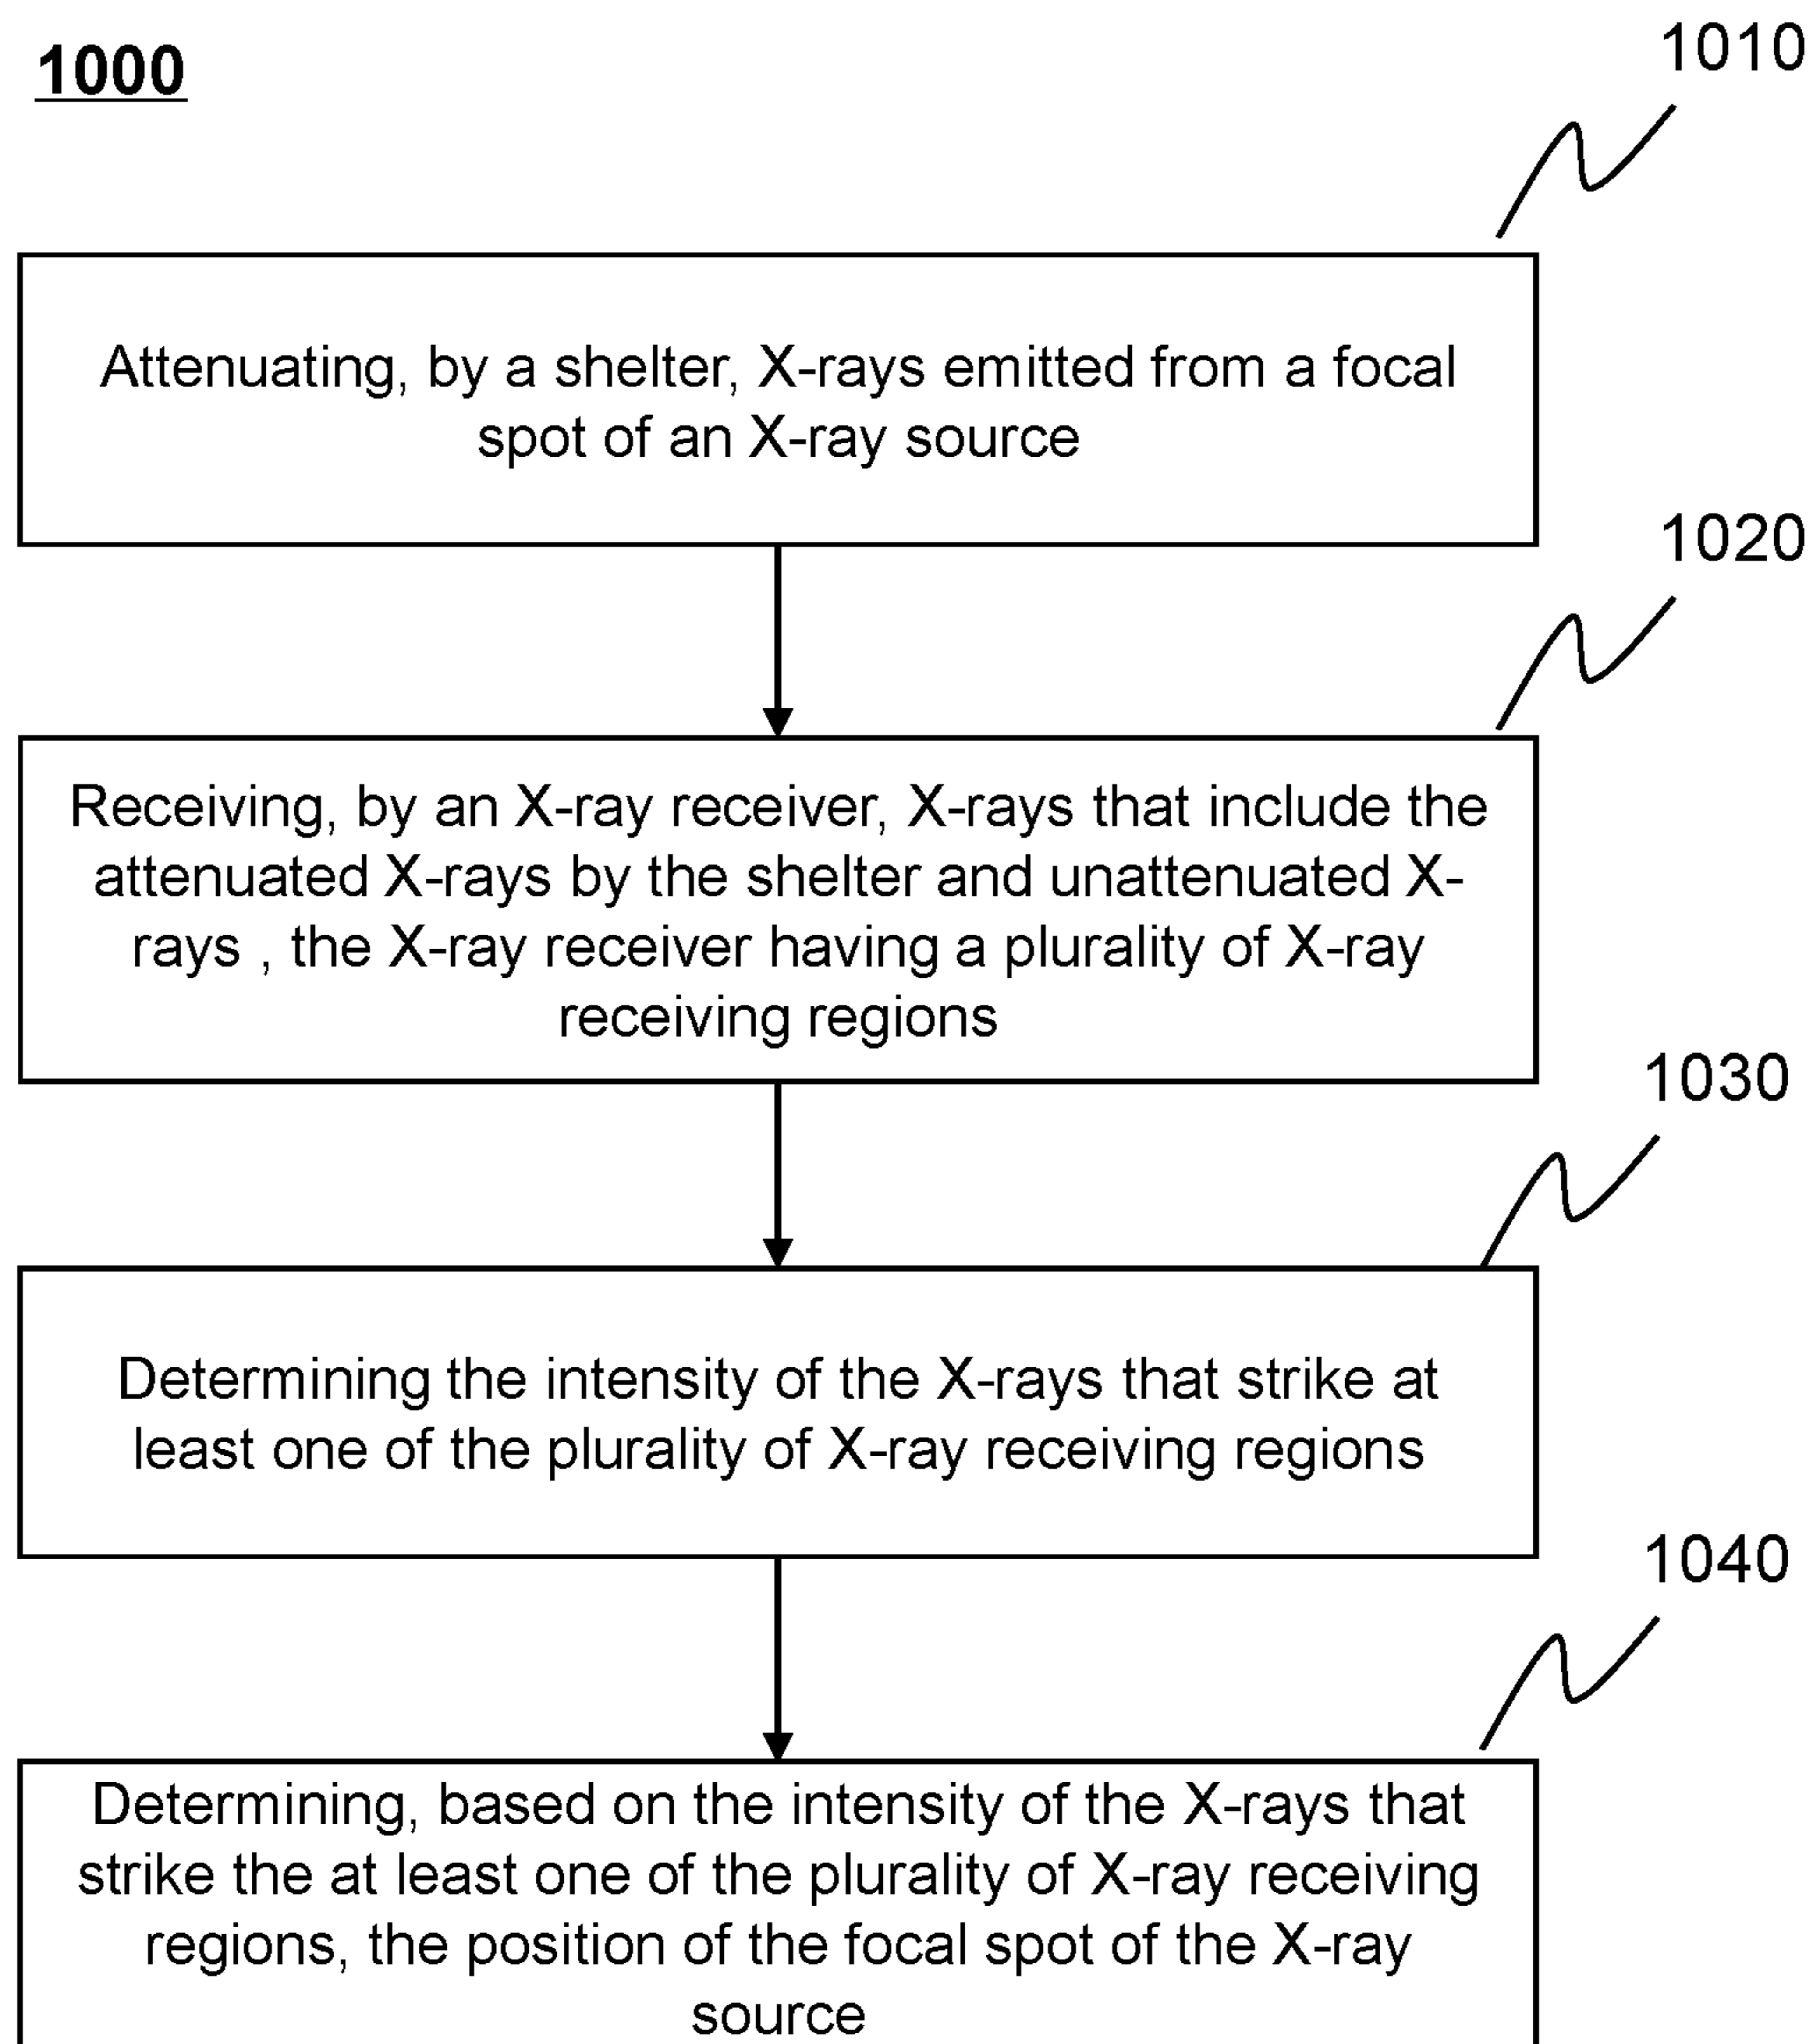 1000
1010
Attenuating, by a shelter, X-rays emitted from a focal
spot of an X-ray source
1020
Receiving, by an X-ray receiver, X-rays that include the
attenuated X-rays by the shelter and unattenuated X-
rays , the X-ray receiver having a plurality of X-ray
receiving regions
1030
Determining the intensity of the X-rays that strike at
least one of the plurality of X-ray receiving regions
1040
Determining, based on the intensity of the X-rays that
strike the at least one of the plurality of X-ray receiving
regions, the position of the focal spot of the X-ray
source